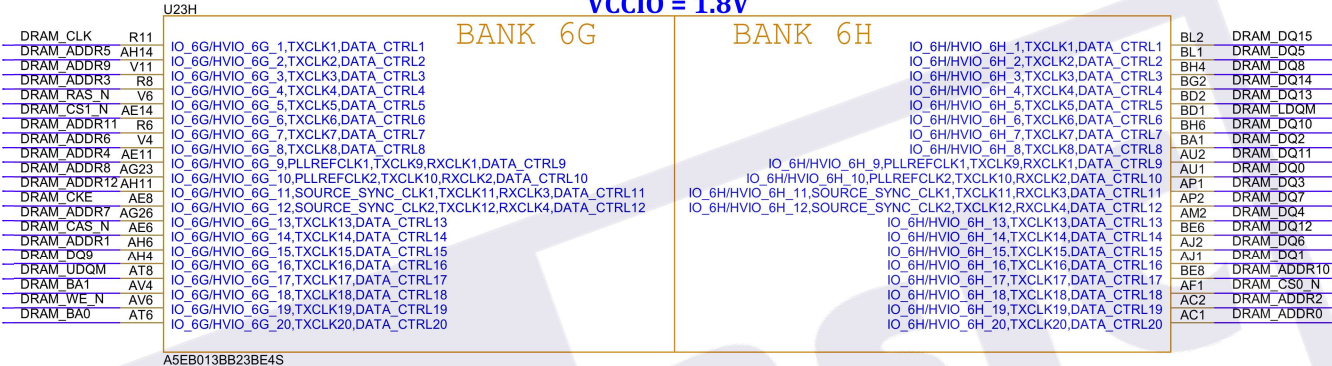 VCCIO = 1.8V
U23H
BANK 6G
BANK 6H
DRAM_CLK R11 IO_6G/HVIO_6G_1,TXCLK1,DATA_CTRL1
DRAM_ADDR5 AH14 IO_6G/HVIO_6G_2,TXCLK2,DATA_CTRL2
DRAM_ADDR9 V11 IO_6G/HVIO_6G_3,TXCLK3,DATA_CTRL3
DRAM_ADDR3 R8 IO_6G/HVIO_6G_4,TXCLK4,DATA_CTRL4
DRAM_RAS_N V6 IO_6G/HVIO_6G_5,TXCLK5,DATA_CTRL5
DRAM_CS1_N AE14 IO_6G/HVIO_6G_6,TXCLK6,DATA_CTRL6
DRAM_ADDR11 R6 IO_6G/HVIO_6G_7,TXCLK7,DATA_CTRL7
DRAM_ADDR6 V4 IO_6G/HVIO_6G_8,TXCLK8,DATA_CTRL8
DRAM_ADDR4 AE11 IO_6G/HVIO_6G_9,PLLREFCLK1,TXCLK9,RXCLK1,DATA_CTRL9
DRAM_ADDR8 AG23 IO_6G/HVIO_6G_10,PLLREFCLK2,TXCLK10,RXCLK2,DATA_CTRL10
DRAM_ADDR12 AH11 IO_6G/HVIO_6G_11,SOURCE_SYNC_CLK1,TXCLK11,RXCLK3,DATA_CTRL11
DRAM_CKE AE8 IO_6G/HVIO_6G_12,SOURCE_SYNC_CLK2,TXCLK12,RXCLK4,DATA_CTRL12
DRAM_ADDR7 AG26 IO_6G/HVIO_6G_13,TXCLK13,DATA_CTRL13
DRAM_CAS_N AE6 IO_6G/HVIO_6G_14,TXCLK14,DATA_CTRL14
DRAM_ADDR1 AH6 IO_6G/HVIO_6G_15,TXCLK15,DATA_CTRL15
DRAM_DQ9 AH4 IO_6G/HVIO_6G_16,TXCLK16,DATA_CTRL16
DRAM_UDQM AT8 IO_6G/HVIO_6G_17,TXCLK17,DATA_CTRL17
DRAM_BA1 AV4 IO_6G/HVIO_6G_18,TXCLK18,DATA_CTRL18
DRAM_WE_N AV6 IO_6G/HVIO_6G_19,TXCLK19,DATA_CTRL19
DRAM_BA0 AT6 IO_6G/HVIO_6G_20,TXCLK20,DATA_CTRL20
IO_6H/HVIO_6H_1,TXCLK1,DATA_CTRL1 BL2 DRAM_DQ15
IO_6H/HVIO_6H_2,TXCLK2,DATA_CTRL2 BL1 DRAM_DQ5
IO_6H/HVIO_6H_3,TXCLK3,DATA_CTRL3 BH4 DRAM_DQ8
IO_6H/HVIO_6H_4,TXCLK4,DATA_CTRL4 BG2 DRAM_DQ14
IO_6H/HVIO_6H_5,TXCLK5,DATA_CTRL5 BD2 DRAM_DQ13
IO_6H/HVIO_6H_6,TXCLK6,DATA_CTRL6 BD1 DRAM_LDQM
IO_6H/HVIO_6H_7,TXCLK7,DATA_CTRL7 BH6 DRAM_DQ10
IO_6H/HVIO_6H_8,TXCLK8,DATA_CTRL8 BA1 DRAM_DQ2
IO_6H/HVIO_6H_9,PLLREFCLK1,TXCLK9,RXCLK1,DATA_CTRL9 AU2 DRAM_DQ11
IO_6H/HVIO_6H_10,PLLREFCLK2,TXCLK10,RXCLK2,DATA_CTRL10 AU1 DRAM_DQ0
IO_6H/HVIO_6H_11,SOURCE_SYNC_CLK1,TXCLK11,RXCLK3,DATA_CTRL11 AP1 DRAM_DQ3
IO_6H/HVIO_6H_12,SOURCE_SYNC_CLK2,TXCLK12,RXCLK4,DATA_CTRL12 AP2 DRAM_DQ7
IO_6H/HVIO_6H_13,TXCLK13,DATA_CTRL13 AM2 DRAM_DQ4
IO_6H/HVIO_6H_14,TXCLK14,DATA_CTRL14 BE6 DRAM_DQ12
IO_6H/HVIO_6H_15,TXCLK15,DATA_CTRL15 AJ2 DRAM_DQ6
IO_6H/HVIO_6H_16,TXCLK16,DATA_CTRL16 AJ1 DRAM_DQ1
IO_6H/HVIO_6H_17,TXCLK17,DATA_CTRL17 BE8 DRAM_ADDR10
IO_6H/HVIO_6H_18,TXCLK18,DATA_CTRL18 AF1 DRAM_CS0_N
IO_6H/HVIO_6H_19,TXCLK19,DATA_CTRL19 AC2 DRAM_ADDR2
IO_6H/HVIO_6H_20,TXCLK20,DATA_CTRL20 AC1 DRAM_ADDR0
A5EB013BB23BE4S